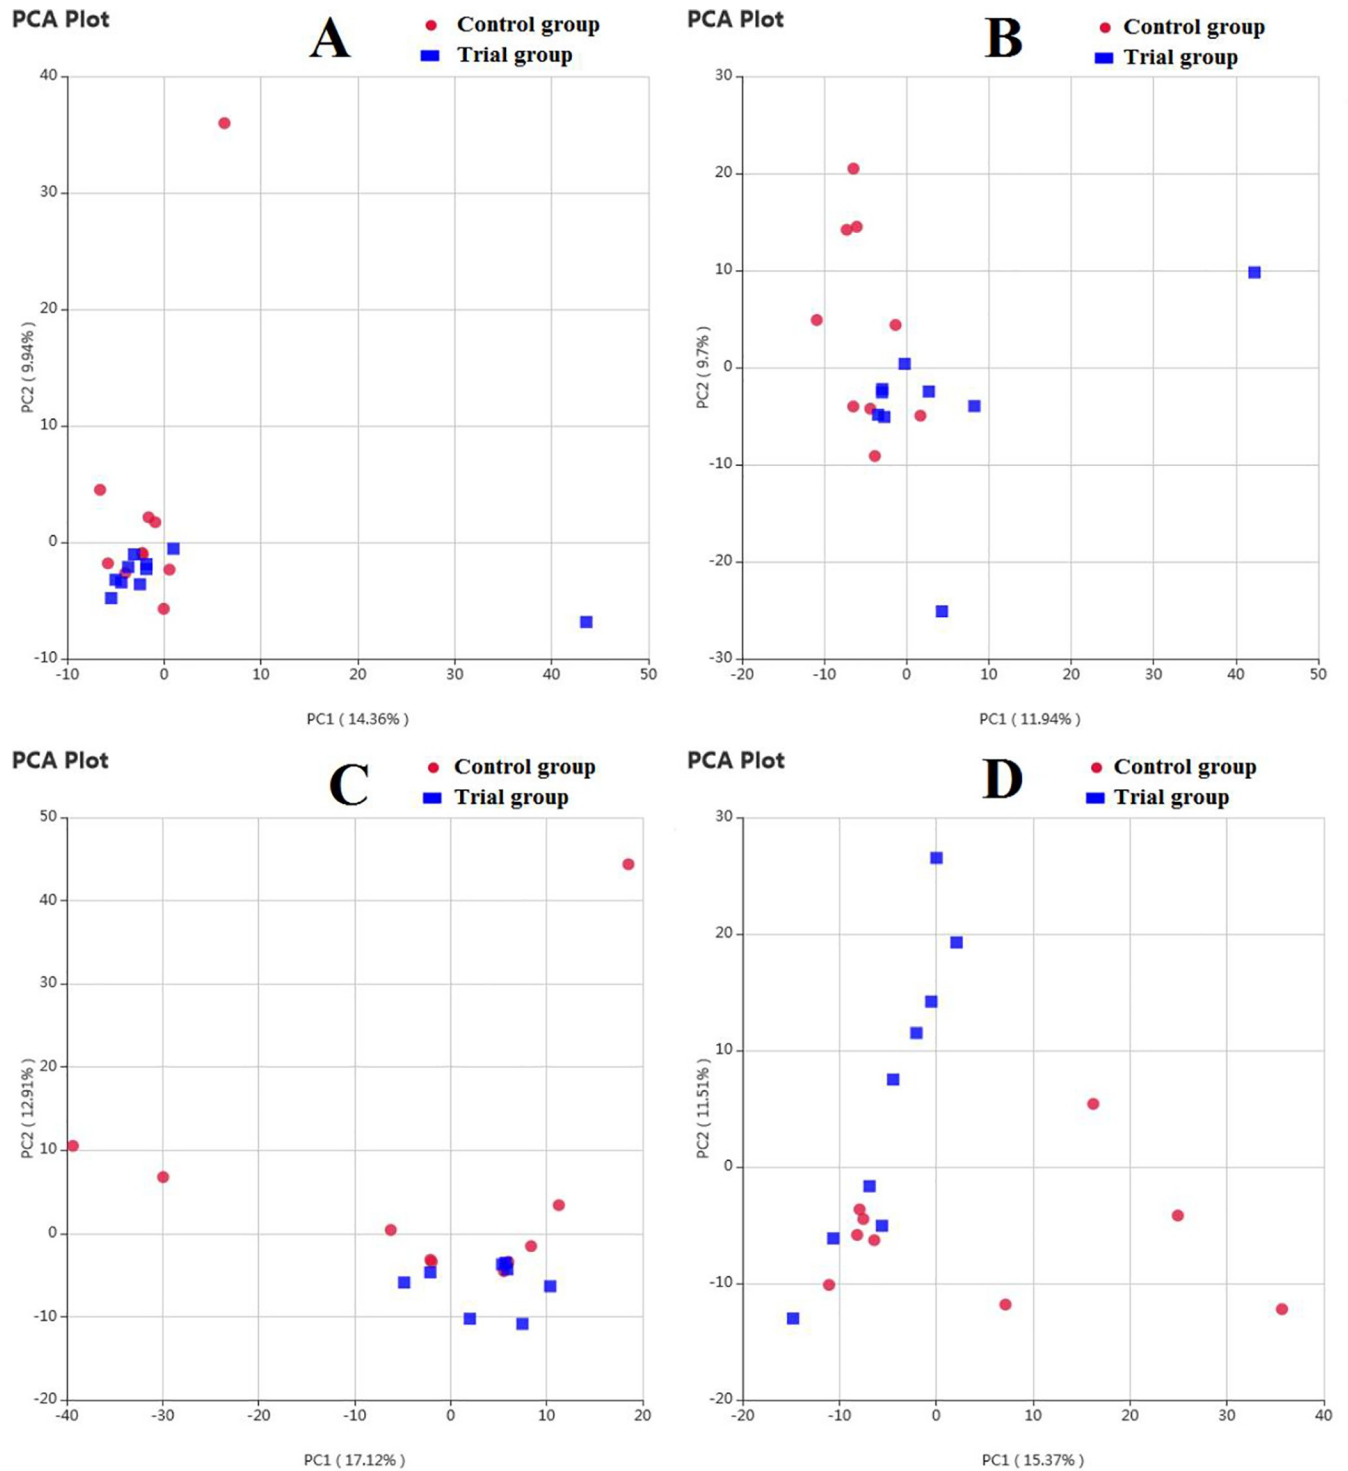 PCA Plot
A
Control group
Trial group
40
30
20
10
0
-10
PC2 ( 9.94% )
-10 0 10 20 30 40 50
PC1 ( 14.36% )
PCA Plot
B
Control group
Trial group
30
20
10
0
-10
-20
-30
PC2 ( 9.7% )
-20 -10 0 10 20 30 40 50
PC1 ( 11.94% )
PCA Plot
C
Control group
Trial group
50
40
30
20
10
0
-10
-20
PC2 ( 12.91% )
-40 -30 -20 -10 0 10 20
PC1 ( 17.12% )
PCA Plot
D
Control group
Trial group
30
20
10
0
-10
-20
PC2 ( 11.51% )
-20 -10 0 10 20 30 40
PC1 ( 15.37% )